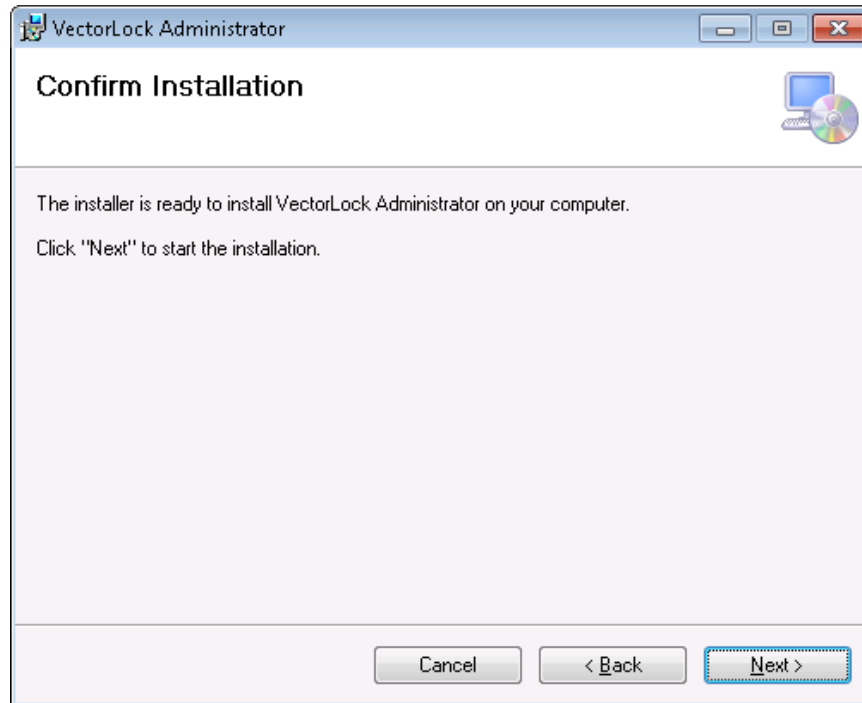 VectorLock Administrator
Confirm Installation
The installer is ready to install VectorLock Administrator on your computer.
Click "Next" to start the installation.
Cancel
< Back
Next >